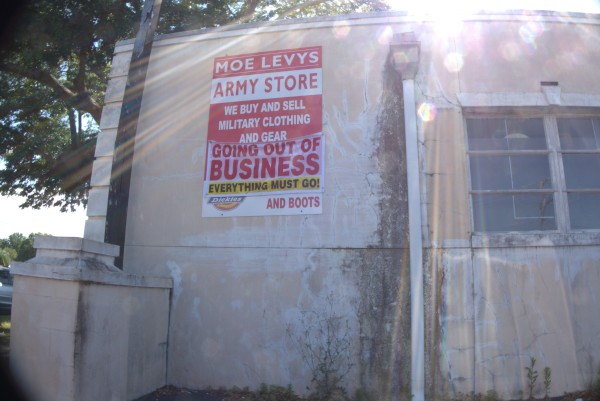 MOE LEVYS
ARMY STORE
WE BUY AND SELL
MILITARY CLOTHING
AND GEAR
GOING OUT OF
BUSINESS
EVERYTHING MUST GO!
Dickies
AND BOOTS